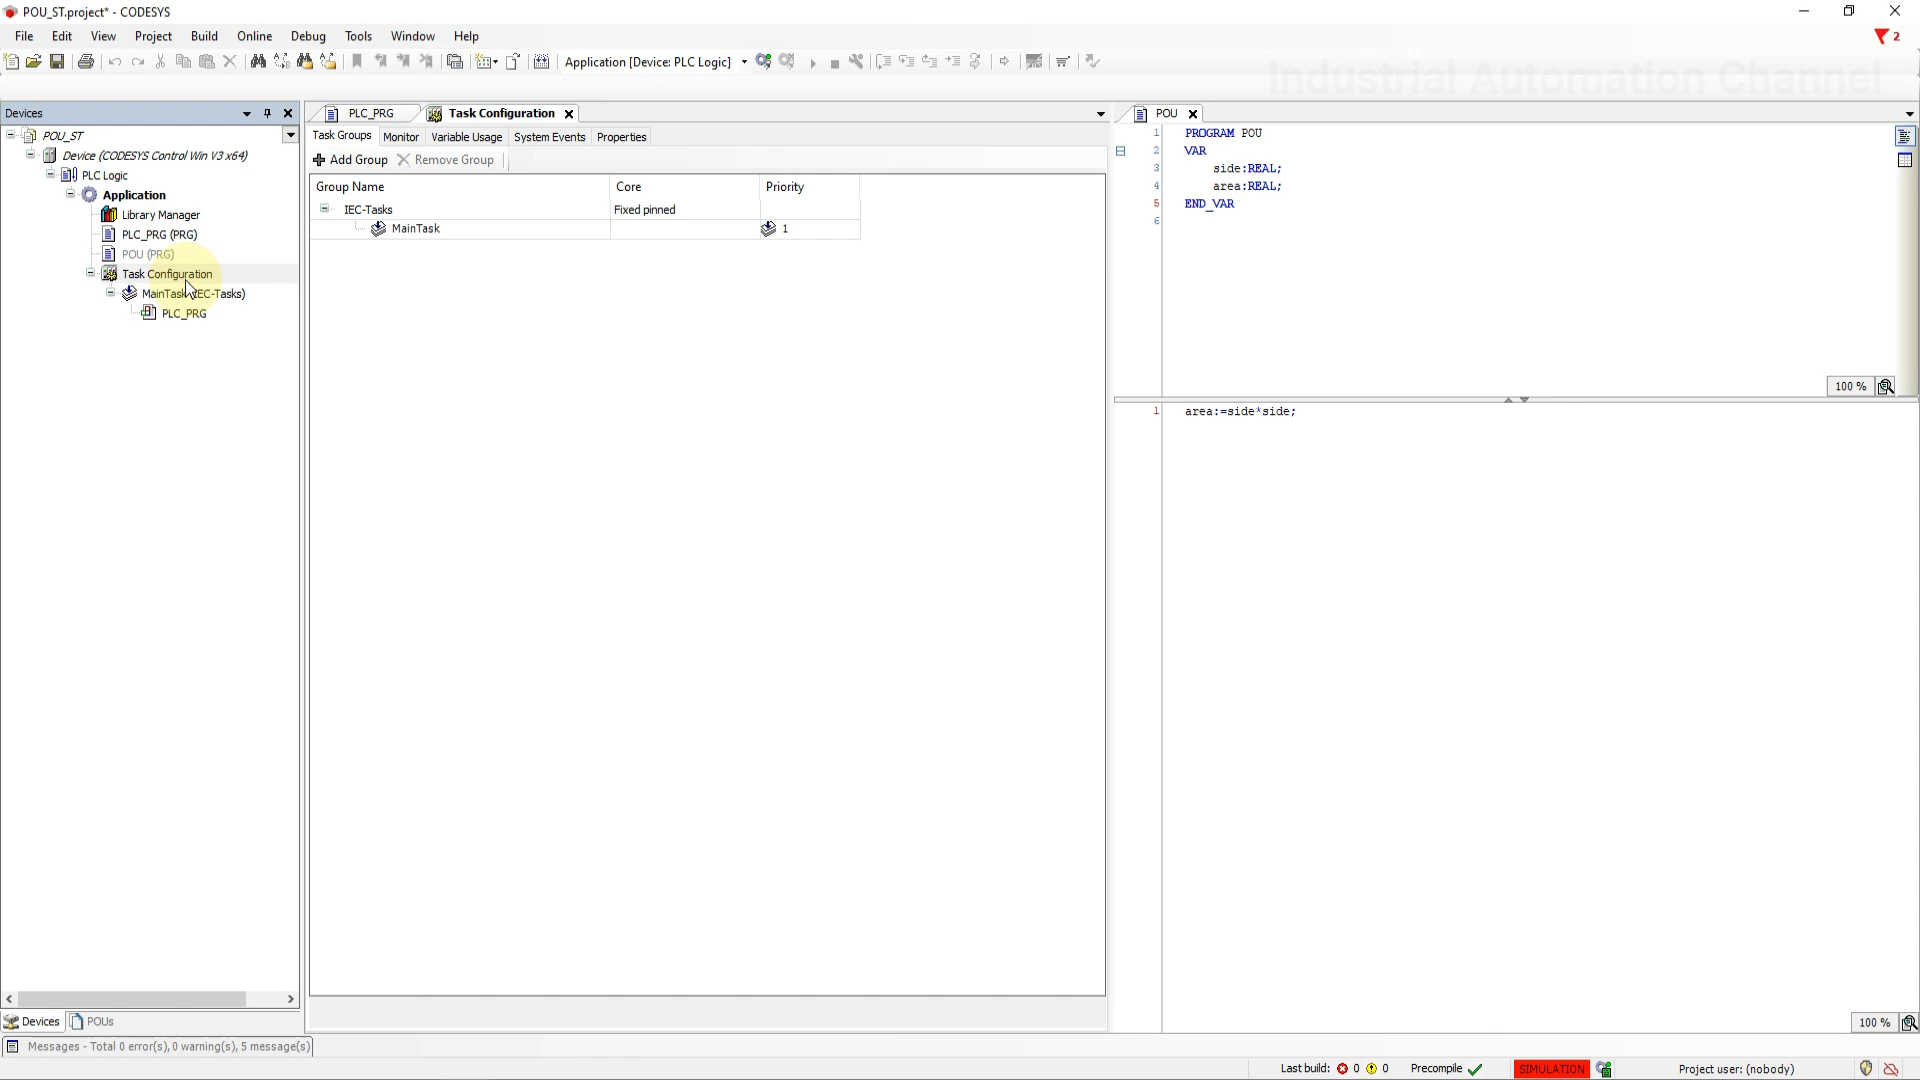 POU_ST.project* - CODESYS
File Edit View Project Build Online Debug Tools Window Help
2
Application [Device: PLC Logic]
Industrial Automation Channel
Devices
POU_ST
Device (CODESYS Control Win V3 x64)
PLC Logic
Application
Library Manager
PLC_PRG (PRG)
POU (PRG)
Task Configuration
MainTask (IEC-Tasks)
PLC_PRG
Devices POUs
PLC_PRG Task Configuration
Task Groups Monitor Variable Usage System Events Properties
Add Group Remove Group
Group Name Core Priority
IEC-Tasks Fixed pinned
MainTask 1
POU
1 PROGRAM POU
2 VAR
3 side:REAL;
4 area:REAL;
5 END_VAR
6
100 %
1 area:=side*side;
100 %
Messages - Total 0 error(s), 0 warning(s), 5 message(s)
Last build: 0 0 Precompile SIMULATION Project user: (nobody)